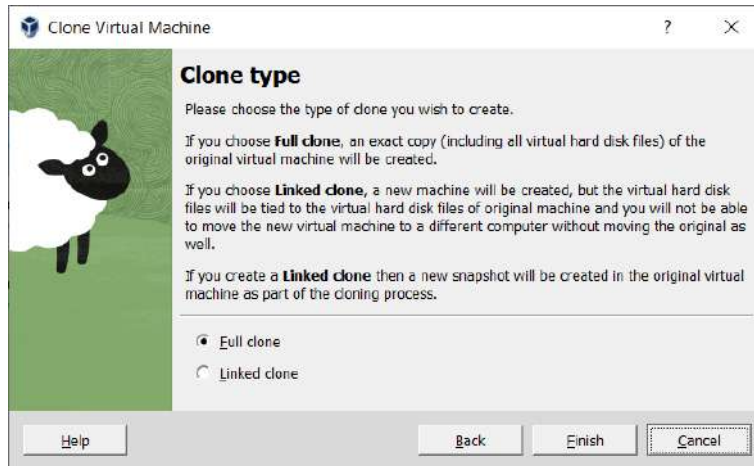 Clone Virtual Machine
Clone type
Please choose the type of clone you wish to create.
If you choose Full clone, an exact copy (including all virtual hard disk files) of the
original virtual machine will be created.
If you choose Linked clone, a new machine will be created, but the virtual hard disk
files will be tied to the virtual hard disk files of original machine and you will not be able
to move the new virtual machine to a different computer without moving the original as
well.
If you create a Linked clone then a new snapshot will be created in the original virtual
machine as part of the cloning process.
Full clone
Linked clone
Help Back Finish Cancel